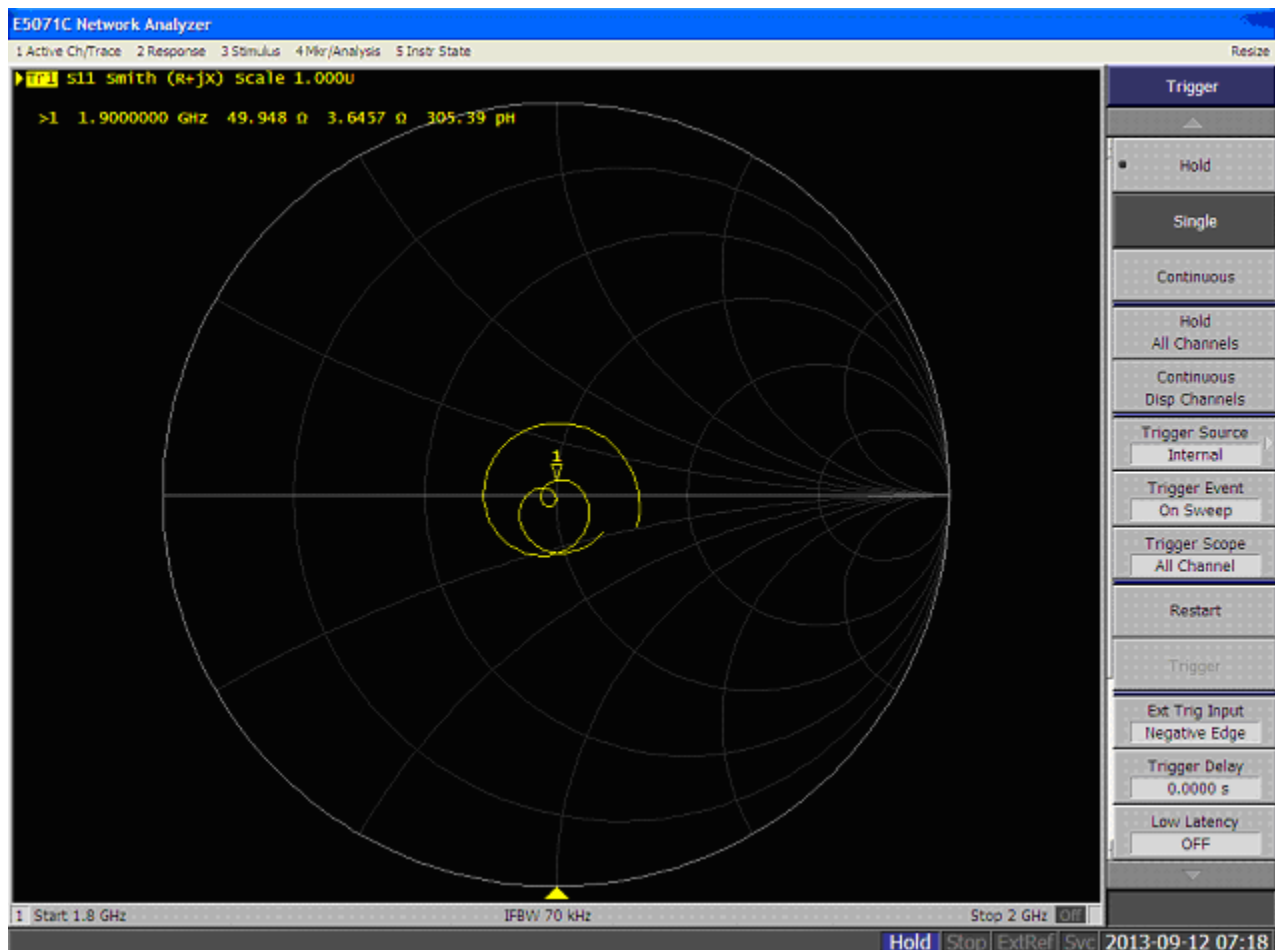 E5071C Network Analyzer
1 Active Ch/Trace 2 Response 3 Stimulus 4 Mkr/Analysis 5 Instr State Resize
Tr1 S11 Smith (R+jX) Scale 1.000U
>1 1.9000000 GHz 49.948 Ω 3.6457 Ω 305.39 pH
1
Trigger
Hold
Single
Continuous
Hold
All Channels
Continuous
Disp Channels
Trigger Source
Internal
Trigger Event
On Sweep
Trigger Scope
All Channel
Restart
Trigger
Ext Trig Input
Negative Edge
Trigger Delay
0.0000 s
Low Latency
OFF
1 Start 1.8 GHz IFBW 70 kHz Stop 2 GHz Off
Hold Stop ExtRef Svc 2013-09-12 07:18